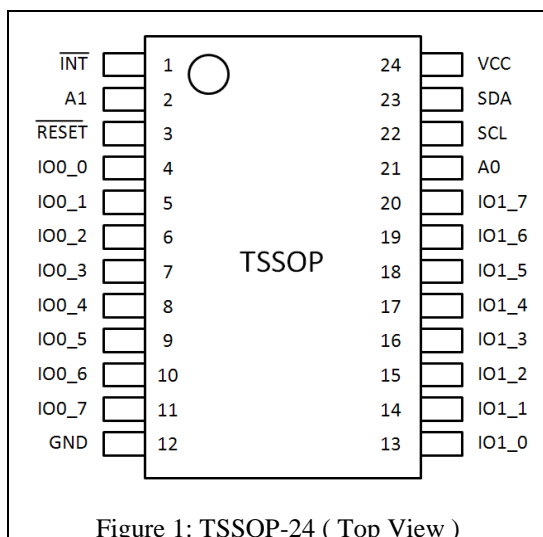 INT 1 24 VCC
A1 2 23 SDA
RESET 3 22 SCL
IO0_0 4 21 A0
IO0_1 5 20 IO1_7
IO0_2 6 19 IO1_6
IO0_3 7 TSSOP 18 IO1_5
IO0_4 8 17 IO1_4
IO0_5 9 16 IO1_3
IO0_6 10 15 IO1_2
IO0_7 11 14 IO1_1
GND 12 13 IO1_0
Figure 1: TSSOP-24 ( Top View )